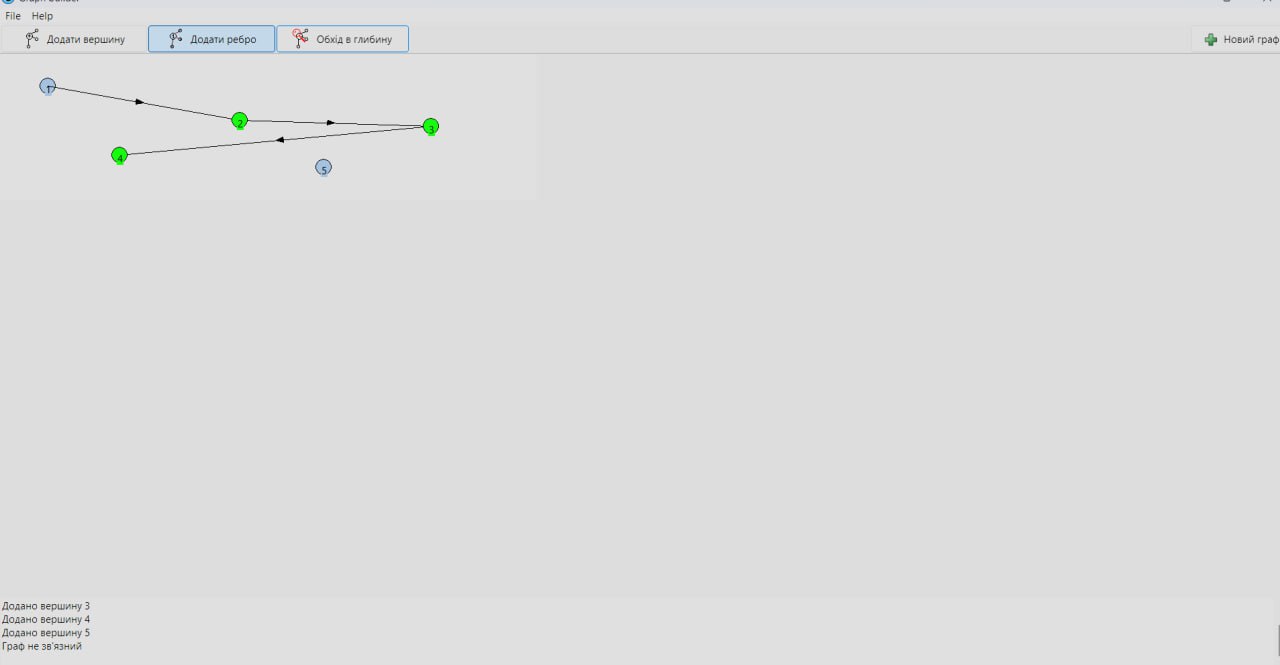 File Help
Додати вершину Додати ребро Обхід в глибину Новий граф
1
2
3
4
5
Додано вершину 3
Додано вершину 4
Додано вершину 5
Граф не зв'язний